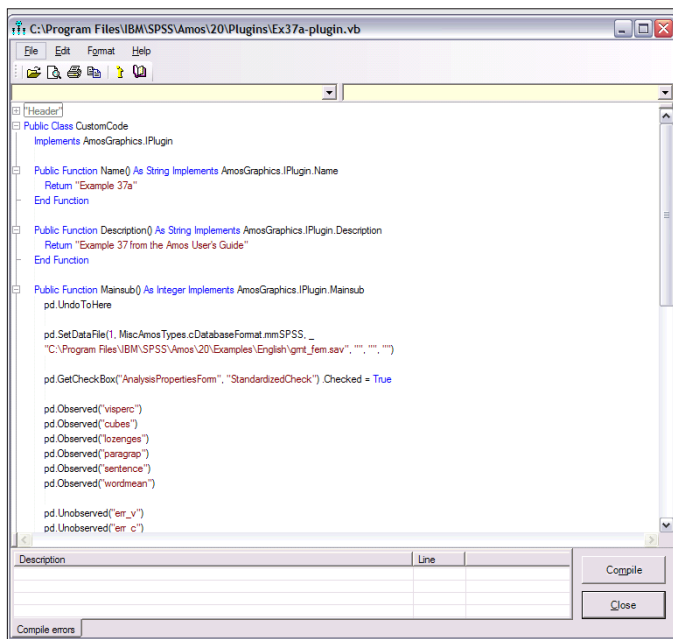 C:\Program Files\IBM\SPSS\Amos\20\Plugins\Ex37a-plugin.vb
File Edit Format Help
"Header"
Public Class CustomCode
Implements AmosGraphics.IPlugin
Public Function Name() As String Implements AmosGraphics.IPlugin.Name
Return "Example 37a"
End Function
Public Function Description() As String Implements AmosGraphics.IPlugin.Description
Return "Example 37 from the Amos User's Guide"
End Function
Public Function Mainsub() As Integer Implements AmosGraphics.IPlugin.Mainsub
pd.UndoToHere
pd.SetDataFile(1, MiscAmosTypes.cDatabaseFormat.mmSPSS, _
"C:\Program Files\IBM\SPSS\Amos\20\Examples\English\grnt_fem.sav", "", "", "")
pd.GetCheckBox("AnalysisPropertiesForm", "StandardizedCheck") .Checked = True
pd.Observed("visperc")
pd.Observed("cubes")
pd.Observed("lozenges")
pd.Observed("paragrap")
pd.Observed("sentence")
pd.Observed("wordmean")
pd.Unobserved("err_v")
pd.Unobserved("err_c")
Description Line
Compile
Close
Compile errors